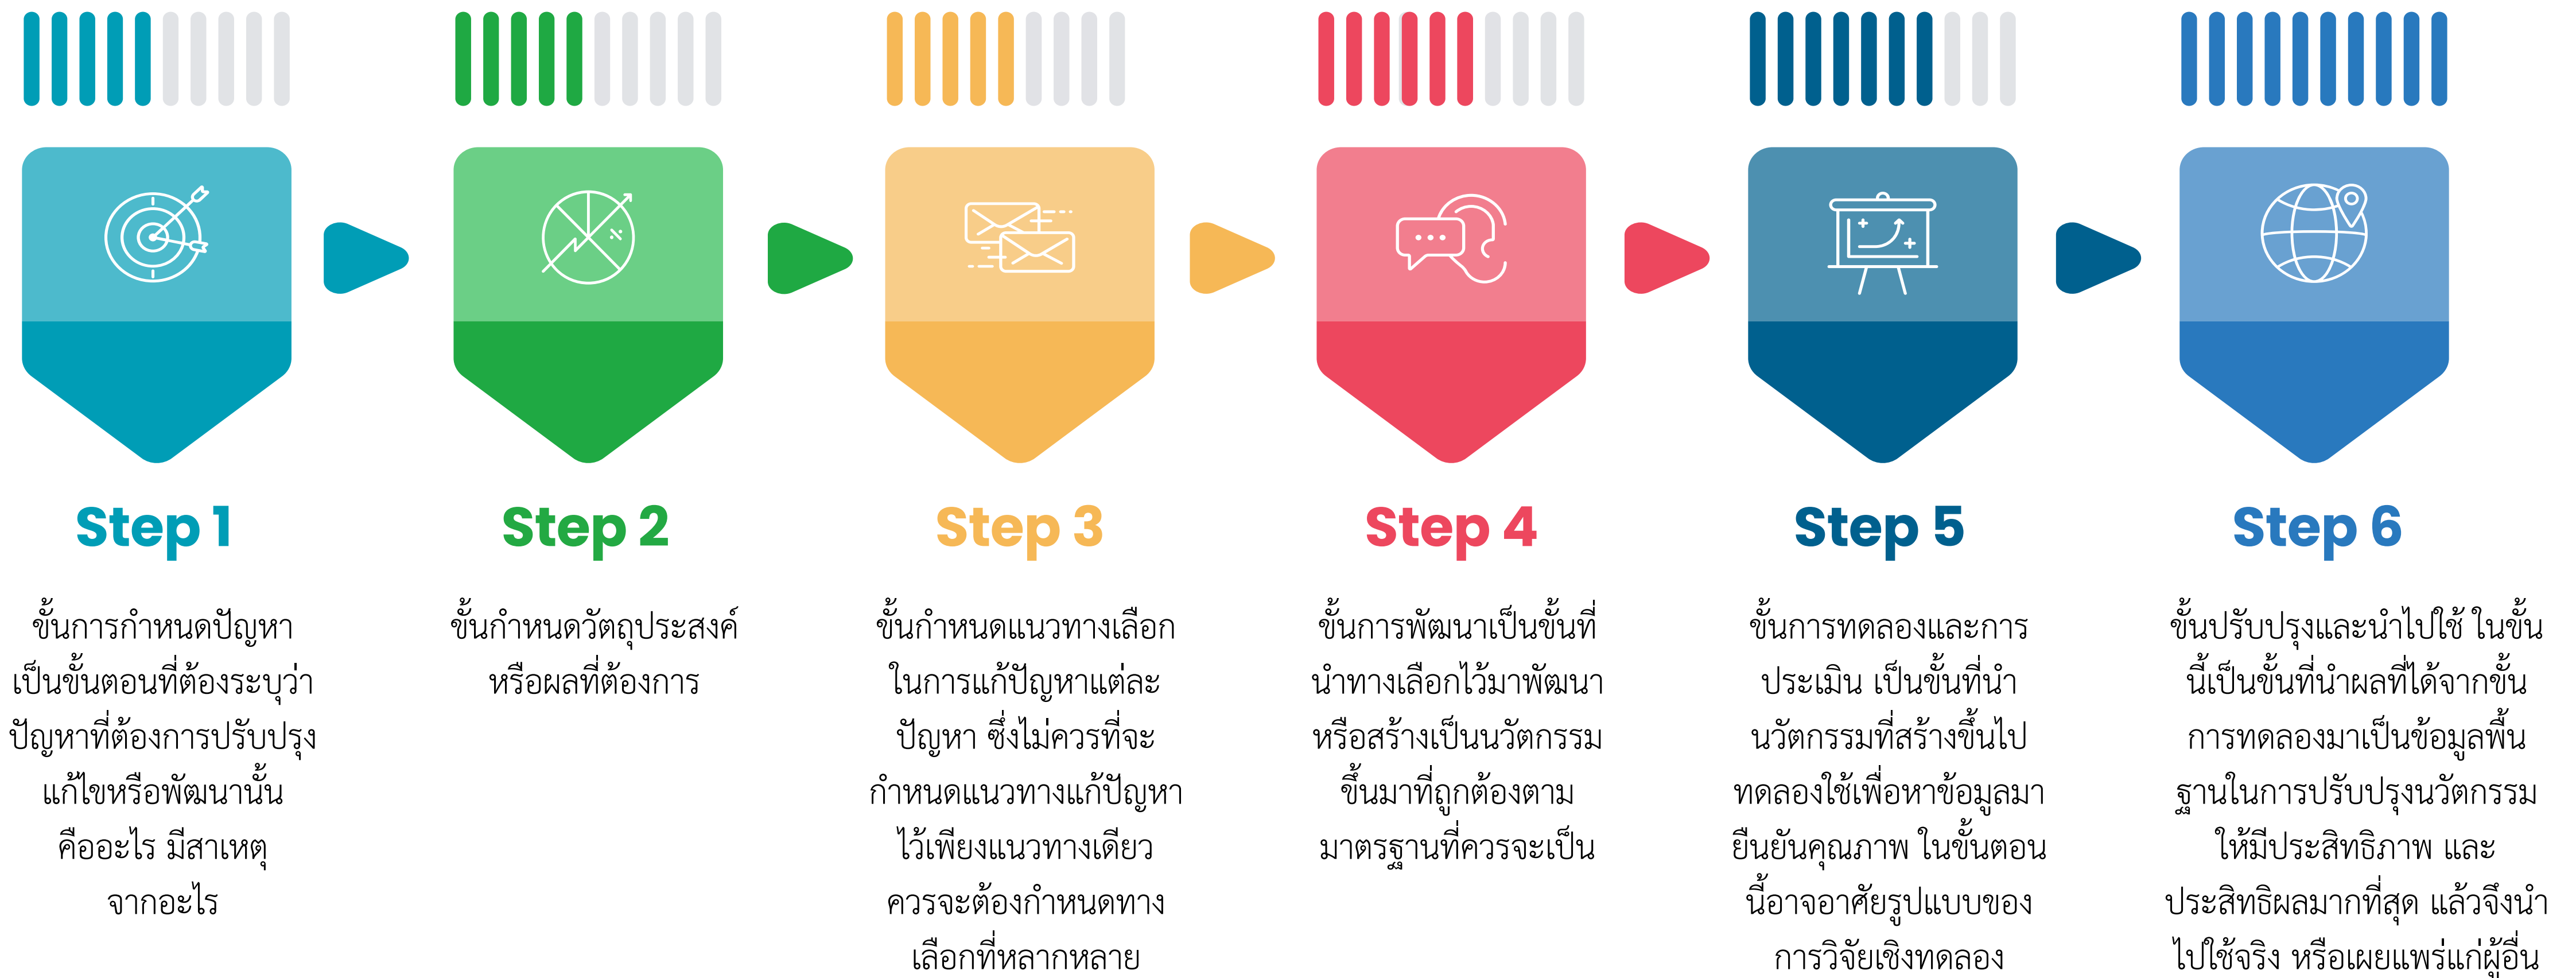 Step 1
ขั้นการกำหนดปัญหา
เป็นขั้นตอนที่ต้องระบุว่า
ปัญหาที่ต้องการปรับปรุง
แก้ไขหรือพัฒนานั้น
คืออะไร มีสาเหตุ
จากอะไร
Step 2
ขั้นกำหนดวัตถุประสงค์
หรือผลที่ต้องการ
Step 3
ขั้นกำหนดแนวทางเลือก
ในการแก้ปัญหาแต่ละ
ปัญหา ซึ่งไม่ควรที่จะ
กำหนดแนวทางแก้ปัญหา
ไว้เพียงแนวทางเดียว
ควรจะต้องกำหนดทาง
เลือกที่หลากหลาย
Step 4
ขั้นการพัฒนาเป็นขั้นที่
นำทางเลือกไว้มาพัฒนา
หรือสร้างเป็นนวัตกรรม
ขึ้นมาที่ถูกต้องตาม
มาตรฐานที่ควรจะเป็น
Step 5
ขั้นการทดลองและการ
ประเมิน เป็นขั้นที่นำ
นวัตกรรมที่สร้างขึ้นไป
ทดลองใช้เพื่อหาข้อมูลมา
ยืนยันคุณภาพ ในขั้นตอน
นี้อาจอาศัยรูปแบบของ
การวิจัยเชิงทดลอง
Step 6
ขั้นปรับปรุงและนำไปใช้ ในขั้น
นี้เป็นขั้นที่นำผลที่ได้จากขั้น
การทดลองมาเป็นข้อมูลพื้น
ฐานในการปรับปรุงนวัตกรรม
ให้มีประสิทธิภาพ และ
ประสิทธิผลมากที่สุด แล้วจึงนำ
ไปใช้จริง หรือเผยแพร่แก่ผู้อื่น